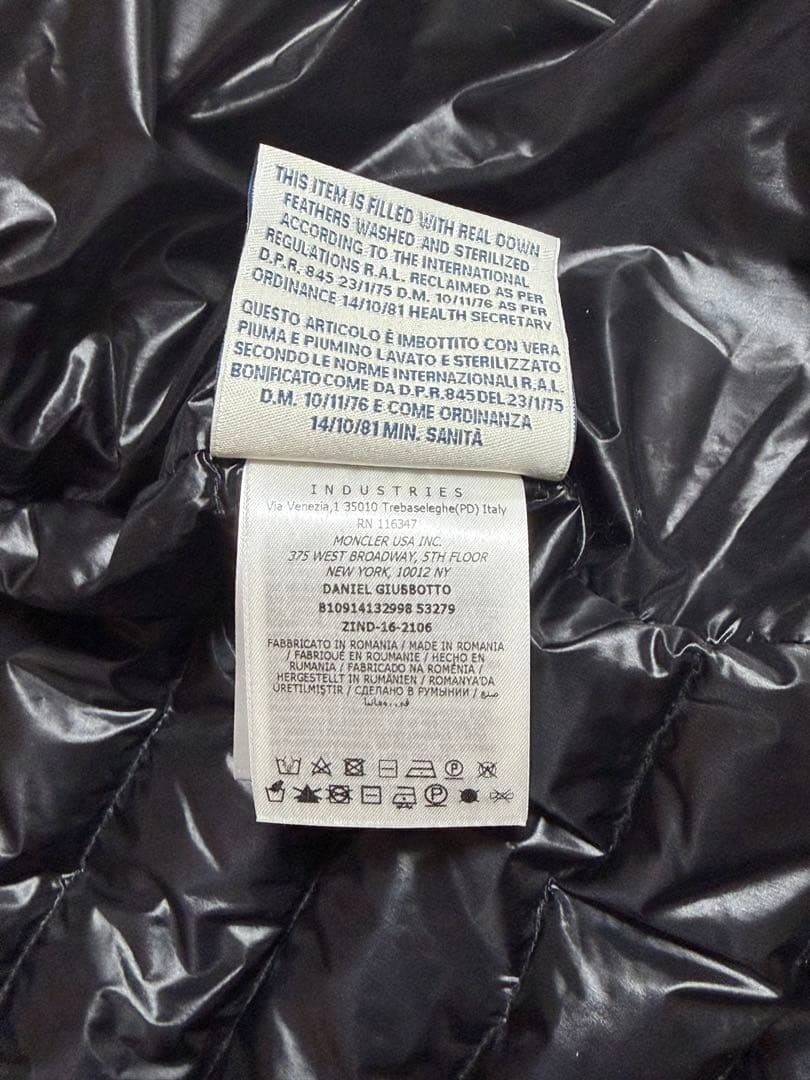 THIS ITEM IS FILLED WITH REAL DOWN
FEATHERS WASHED AND STERILIZED
ACCORDING TO THE INTERNATIONAL
REGULATIONS R.A.L. RECLAIMED AS PER
D.P.R. 845 23/1/75 D.M. 10/11/76 AS PER
ORDINANCE 14/10/81 HEALTH SECRETARY
QUESTO ARTICOLO È IMBOTTITO CON VERA
PIUMA E PIUMINO LAVATO E STERILIZZATO
SECONDO LE NORME INTERNAZIONALI R.A.L.
BONIFICATO COME DA D.P.R. 845 DEL 23/1/75
D.M. 10/11/76 E COME ORDINANZA
14/10/81 MIN. SANITÀ
INDUSTRIES
Via Venezia,1 35010 Trebaseleghe(PD) Italy
RN 116347
MONCLER USA INC.
375 WEST BROADWAY, 5TH FLOOR
NEW YORK, 10012 NY
DANIEL GIUBBOTTO
B10914132998 53279
ZIND-16-2106
FABBRICATO IN ROMANIA / MADE IN ROMANIA
/ FABRIQUÉ EN ROUMANIE / HECHO EN
RUMANIA / FABRICADO NA ROMÉNIA /
HERGESTELLT IN RUMÄNIEN / ROMANYA'DA
ÜRETILMIŞTIR / СДЕЛАНО В РУМЫНИИ / صنع
في رومانيا